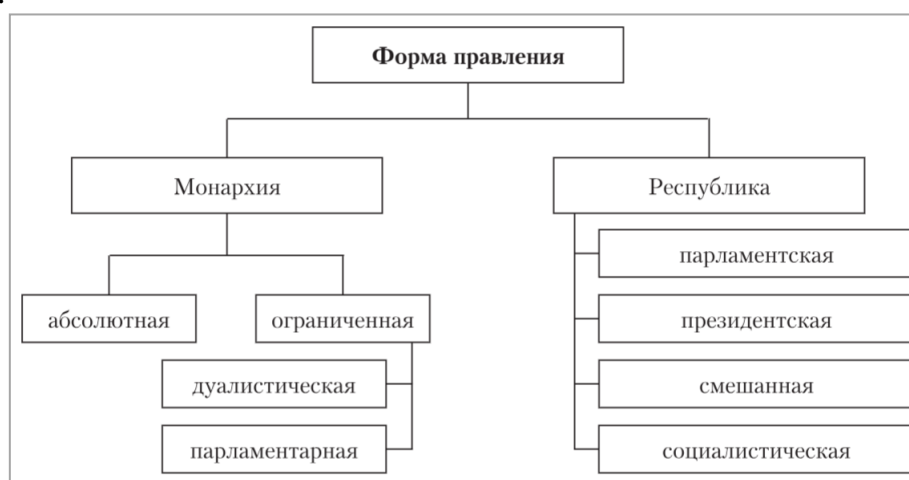 Форма правления
Монархия
Республика
парламентская
абсолютная
ограниченная
президентская
дуалистическая
смешанная
парламентарная
социалистическая